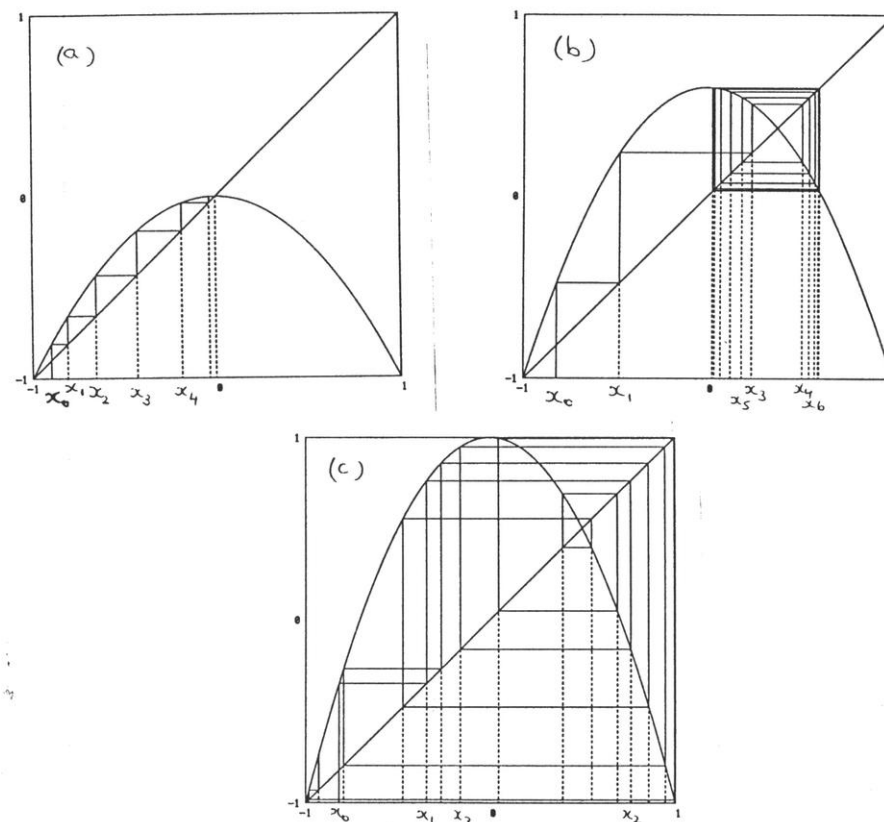 1
(a)
0
-1
-1 0 1
x₀ x₁ x₂ x₃ x₄
1
(b)
0
-1
-1 0
x₀ x₁ x₅ x₃ x₄ x₆
1
(c)
0
-1
-1 0 1
x₀ x₁ x₂ x₃